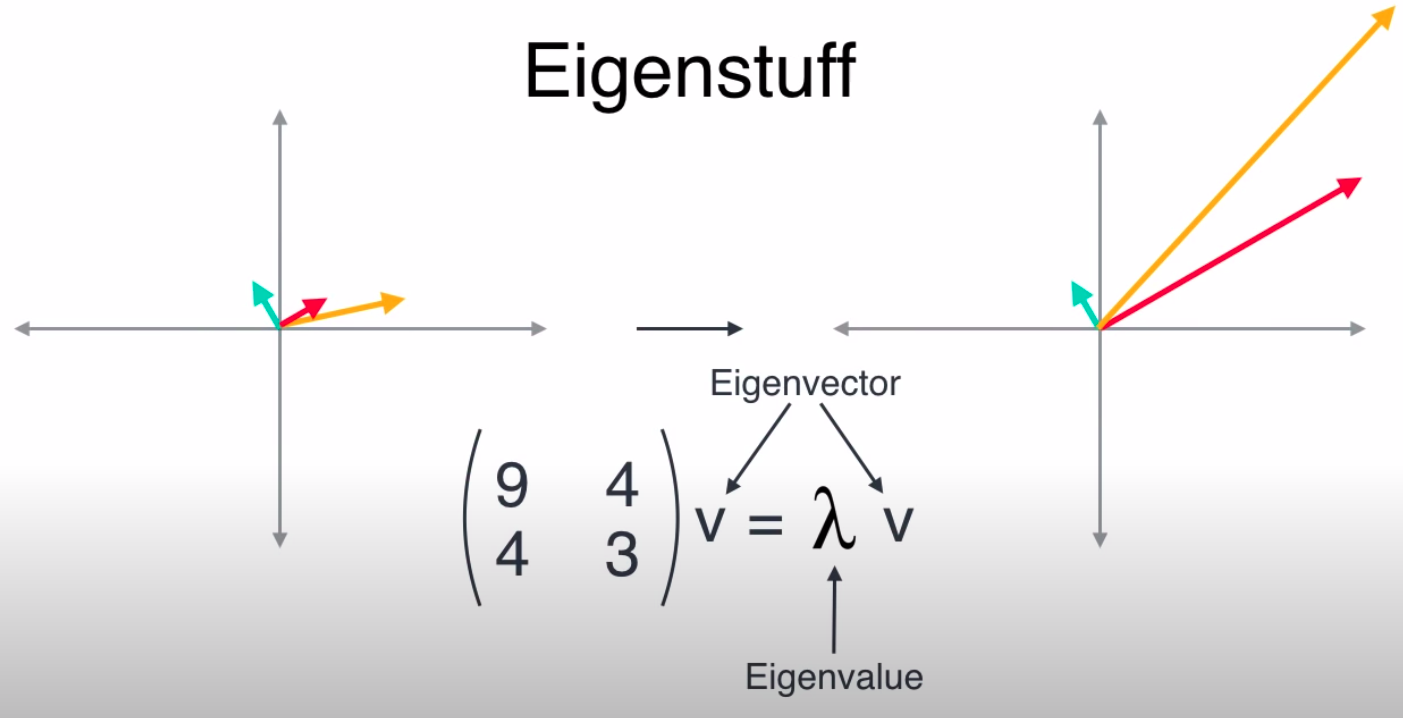 Eigenstuff
Eigenvector
9 4
4 3
v = λ v
Eigenvalue